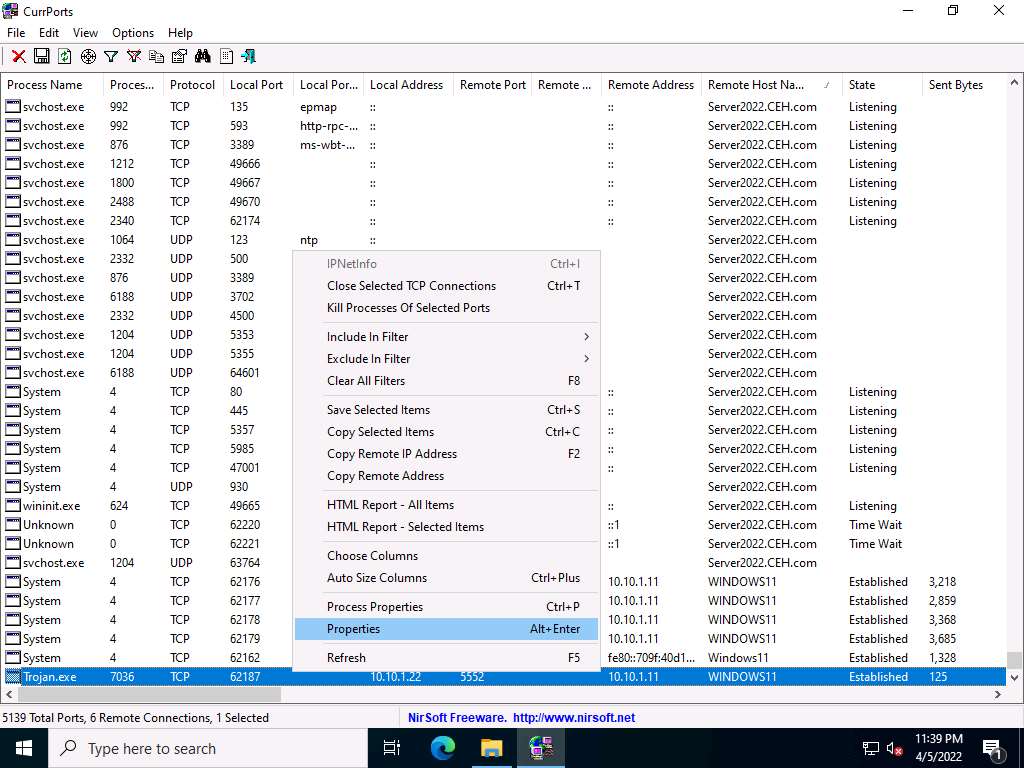 CurrPorts
File Edit View Options Help
Process Name Proces... Protocol Local Port Local Por... Local Address Remote Port Remote ... Remote Address Remote Host Na... State Sent Bytes
svchost.exe 992 TCP 135 epmap :: :: Server2022.CEH.com Listening
svchost.exe 992 TCP 593 http-rpc-... :: :: Server2022.CEH.com Listening
svchost.exe 876 TCP 3389 ms-wbt-... :: :: Server2022.CEH.com Listening
svchost.exe 1212 TCP 49666 :: :: Server2022.CEH.com Listening
svchost.exe 1800 TCP 49667 :: :: Server2022.CEH.com Listening
svchost.exe 2488 TCP 49670 :: :: Server2022.CEH.com Listening
svchost.exe 2340 TCP 62174 :: :: Server2022.CEH.com Listening
svchost.exe 1064 UDP 123 ntp :: Server2022.CEH.com
svchost.exe 2332 UDP 500 Server2022.CEH.com
svchost.exe 876 UDP 3389 Server2022.CEH.com
svchost.exe 6188 UDP 3702 Server2022.CEH.com
svchost.exe 2332 UDP 4500 Server2022.CEH.com
svchost.exe 1204 UDP 5353 Server2022.CEH.com
svchost.exe 1204 UDP 5355 Server2022.CEH.com
svchost.exe 6188 UDP 64601 Server2022.CEH.com
System 4 TCP 80 :: Server2022.CEH.com Listening
System 4 TCP 445 :: Server2022.CEH.com Listening
System 4 TCP 5357 :: Server2022.CEH.com Listening
System 4 TCP 5985 :: Server2022.CEH.com Listening
System 4 TCP 47001 :: Server2022.CEH.com Listening
System 4 UDP 930 Server2022.CEH.com
wininit.exe 624 TCP 49665 :: Server2022.CEH.com Listening
Unknown 0 TCP 62220 ::1 Server2022.CEH.com Time Wait
Unknown 0 TCP 62221 ::1 Server2022.CEH.com Time Wait
svchost.exe 1204 UDP 63764 Server2022.CEH.com
System 4 TCP 62176 10.10.1.11 WINDOWS11 Established 3,218
System 4 TCP 62177 10.10.1.11 WINDOWS11 Established 2,859
System 4 TCP 62178 10.10.1.11 WINDOWS11 Established 3,368
System 4 TCP 62179 10.10.1.11 WINDOWS11 Established 3,685
System 4 TCP 62162 fe80::709f:40d1... Windows11 Established 1,328
Trojan.exe 7036 TCP 62187 10.10.1.22 5552 10.10.1.11 WINDOWS11 Established 125
IPNetInfo Ctrl+I
Close Selected TCP Connections Ctrl+T
Kill Processes Of Selected Ports
Include In Filter
Exclude In Filter
Clear All Filters F8
Save Selected Items Ctrl+S
Copy Selected Items Ctrl+C
Copy Remote IP Address F2
Copy Remote Address
HTML Report - All Items
HTML Report - Selected Items
Choose Columns
Auto Size Columns Ctrl+Plus
Process Properties Ctrl+P
Properties Alt+Enter
Refresh F5
5139 Total Ports, 6 Remote Connections, 1 Selected
NirSoft Freeware. http://www.nirsoft.net
Type here to search
11:39 PM
4/5/2022
1